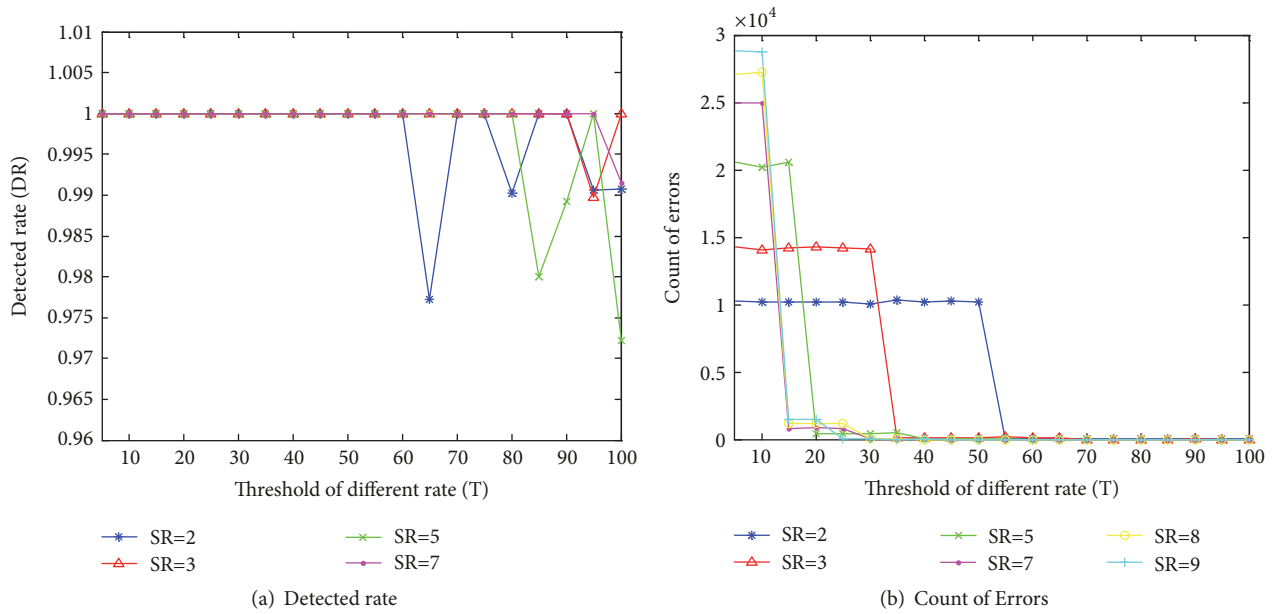 1.01
1.005
1
0.995
0.99
0.985
0.98
0.975
0.97
0.965
0.96
Detected rate (DR)
10 20 30 40 50 60 70 80 90 100
Threshold of different rate (T)
SR=2
SR=5
SR=3
SR=7
(a) Detected rate
×10⁴
3
2.5
2
1.5
1
0.5
0
Count of errors
10 20 30 40 50 60 70 80 90 100
Threshold of different rate (T)
SR=2
SR=5
SR=8
SR=3
SR=7
SR=9
(b) Count of Errors